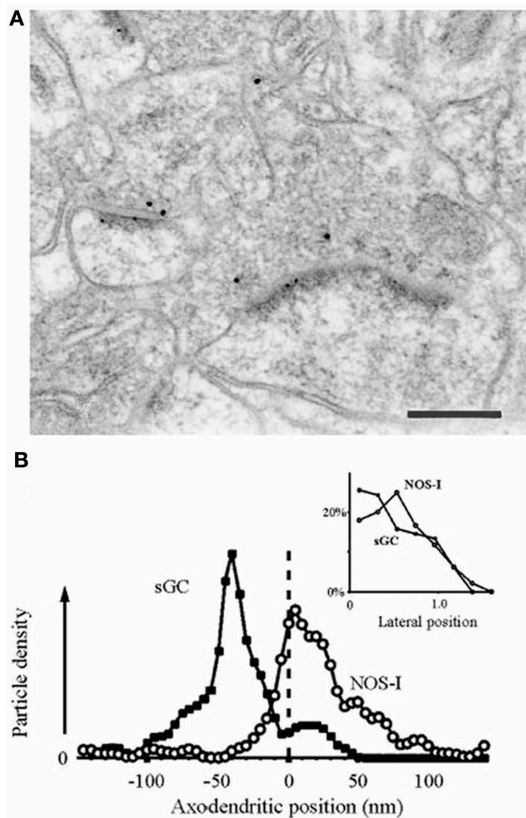 A
B
Particle density
sGC
NOS-I
0
-100
-50
0
50
100
Axodendritic position (nm)
20%
0%
NOS-I
sGC
0
1.0
Lateral position